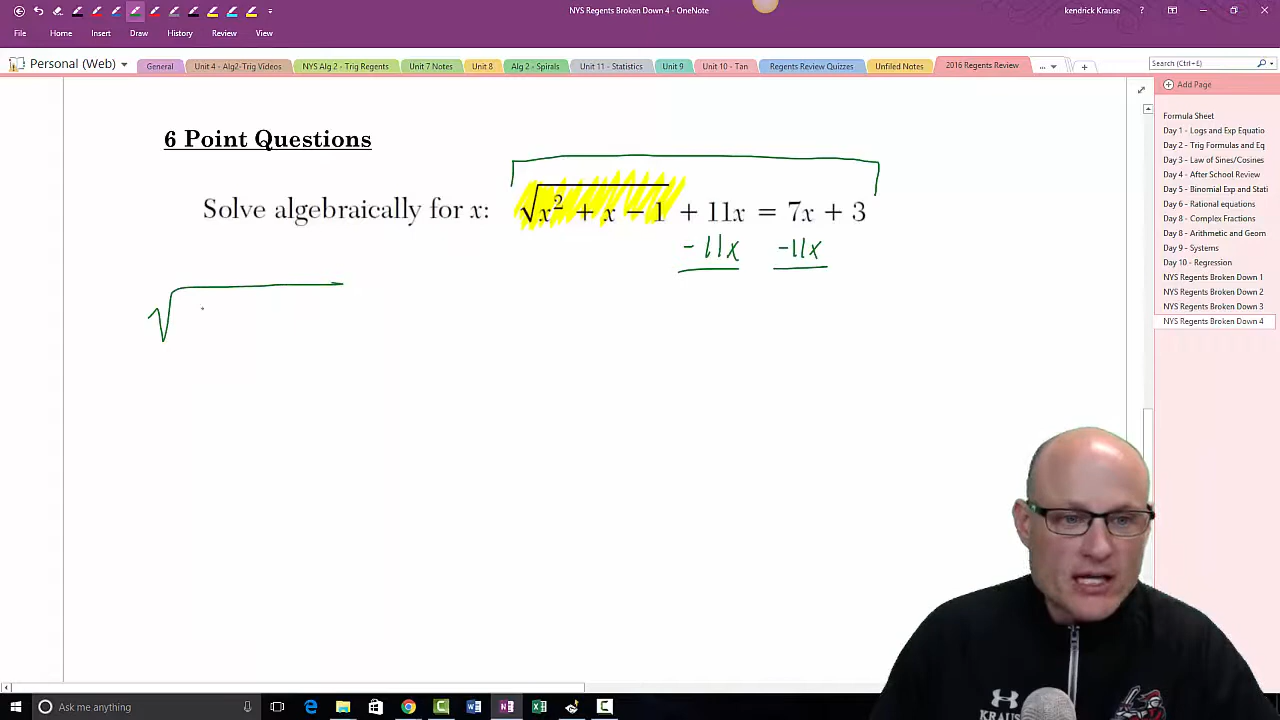 NYS Regents Broken Down 4 - OneNote
kendrick Krause
File Home Insert Draw History Review View
Personal (Web)
General
Unit 4 - Alg2-Trig Videos
NYS Alg 2 - Trig Regents
Unit 7 Notes
Unit 8
Alg 2 - Spirals
Unit 11 - Statistics
Unit 9
Unit 10 - Tan
Regents Review Quizzes
Unfiled Notes
2016 Regents Review
...
Search (Ctrl+E)
Add Page
Formula Sheet
Day 1 - Logs and Exp Equatio
Day 2 - Trig Formulas and Eq
Day 3 - Law of Sines/Cosines
Day 4 - After School Review
Day 5 - Binomial Exp and Stati
Day 6 - Rational equations
Day 8 - Complex Fractions
Day 8 - Arithmetic and Geom
Day 9 - Systems
Day 10 - Regression
NYS Regents Broken Down 1
NYS Regents Broken Down 2
NYS Regents Broken Down 3
NYS Regents Broken Down 4
6 Point Questions
Solve algebraically for x: √(x² + x − 1) + 11x = 7x + 3
-11x -11x
√
KRAUS
Ask me anything